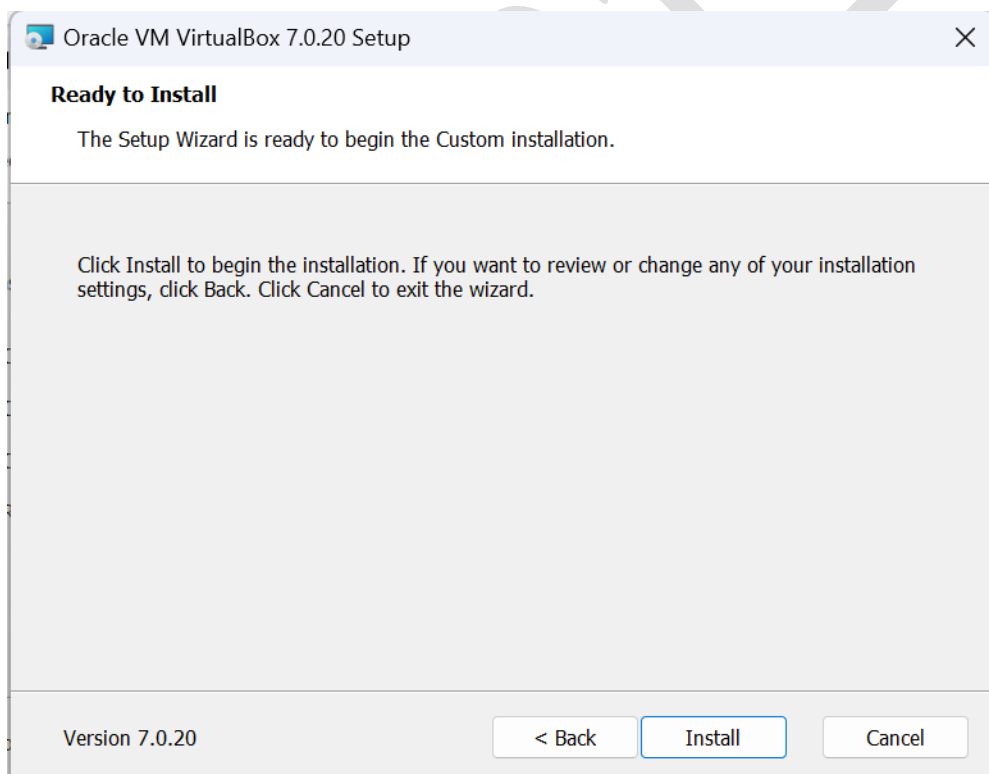 Oracle VM VirtualBox 7.0.20 Setup
Ready to Install
The Setup Wizard is ready to begin the Custom installation.
Click Install to begin the installation. If you want to review or change any of your installation
settings, click Back. Click Cancel to exit the wizard.
Version 7.0.20
< Back
Install
Cancel